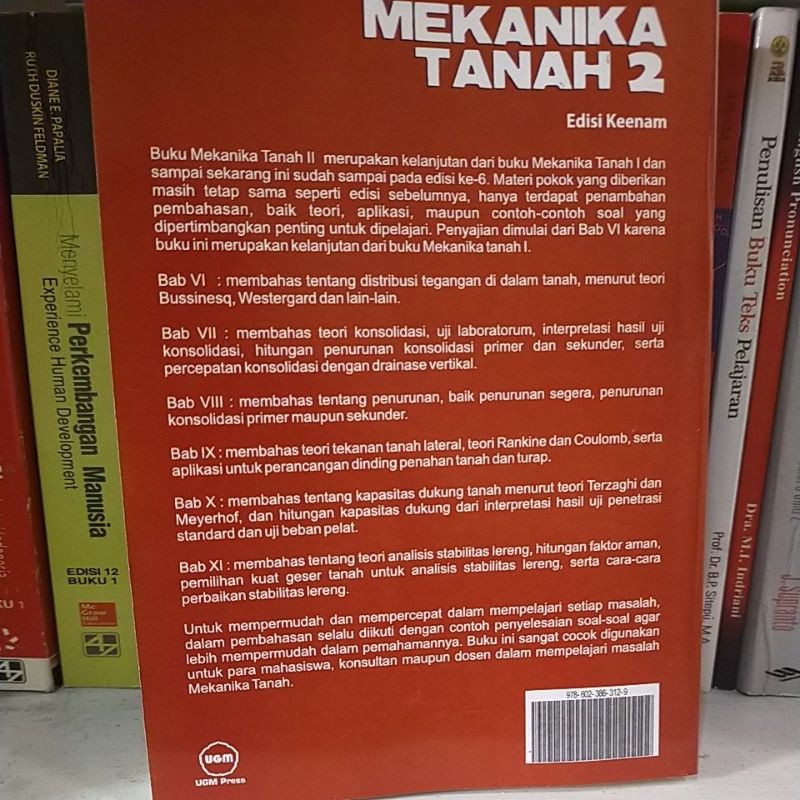 MEKANIKA
TANAH 2
Edisi Keenam
Buku Mekanika Tanah II merupakan kelanjutan dari buku Mekanika Tanah I dan
sampai sekarang ini sudah sampai pada edisi ke-6. Materi pokok yang diberikan
masih tetap sama seperti edisi sebelumnya, hanya terdapat penambahan
pembahasan, baik teori, aplikasi, maupun contoh-contoh soal yang
dipertimbangkan penting untuk dipelajari. Penyajian dimulai dari Bab VI karena
buku ini merupakan kelanjutan dari buku Mekanika tanah I.
Bab VI : membahas tentang distribusi tegangan di dalam tanah, menurut teori
Bussinesq, Westergard dan lain-lain.
Bab VII : membahas teori konsolidasi, uji laboratorum, interpretasi hasil uji
konsolidasi, hitungan penurunan konsolidasi primer dan sekunder, serta
percepatan konsolidasi dengan drainase vertikal.
Bab VIII : membahas tentang penurunan, baik penurunan segera, penurunan
konsolidasi primer maupun sekunder.
Bab IX : membahas teori tekanan tanah lateral, teori Rankine dan Coulomb, serta
aplikasi untuk perancangan dinding penahan tanah dan turap.
Bab X : membahas tentang kapasitas dukung tanah menurut teori Terzaghi dan
Meyerhof, dan hitungan kapasitas dukung dari interpretasi hasil uji penetrasi
standard dan uji beban pelat.
Bab XI : membahas tentang teori analisis stabilitas lereng, hitungan faktor aman,
pemilihan kuat geser tanah untuk analisis stabilitas lereng, serta cara-cara
perbaikan stabilitas lereng.
Untuk mempermudah dan mempercepat dalam mempelajari setiap masalah,
dalam pembahasan selalu diikuti dengan contoh penyelesaian soal-soal agar
lebih mempermudah dalam pemahamannya. Buku ini sangat cocok digunakan
untuk para mahasiswa, konsultan maupun dosen dalam mempelajari masalah
Mekanika Tanah.
978-602-386-312-9
UGM
UGM Press
DIANE E. PAPALIA
RUTH DUSKIN FELDMAN
Menyelami Perkembangan Manusia
Experience Human Development
EDISI 12
BUKU 1
Mc
Graw
Hill
KU 1
Penulisan Buku Teks Pelajaran
Prof. Dr. B.P. Sitepu, M.A.
English Pronunciation
Dra. M.I. Indriani